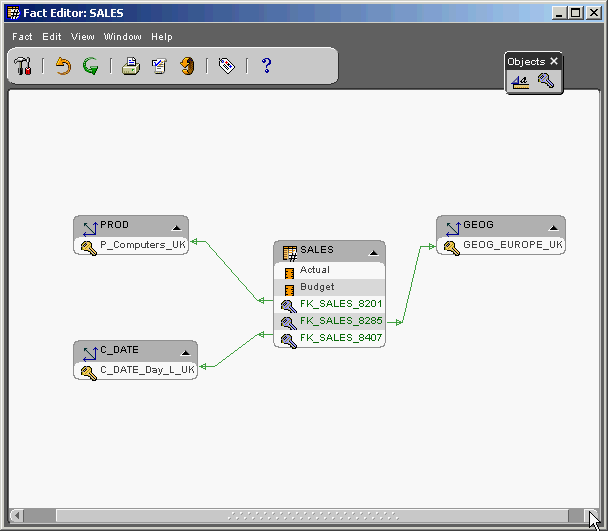 Fact Editor: SALES
Fact Edit View Window Help
?
Objects
PROD
P_Computers_UK
GEOG
GEOG_EUROPE_UK
SALES
#
Actual
Budget
FK_SALES_8201
FK_SALES_8285
FK_SALES_8407
C_DATE
C_DATE_Day_L_UK